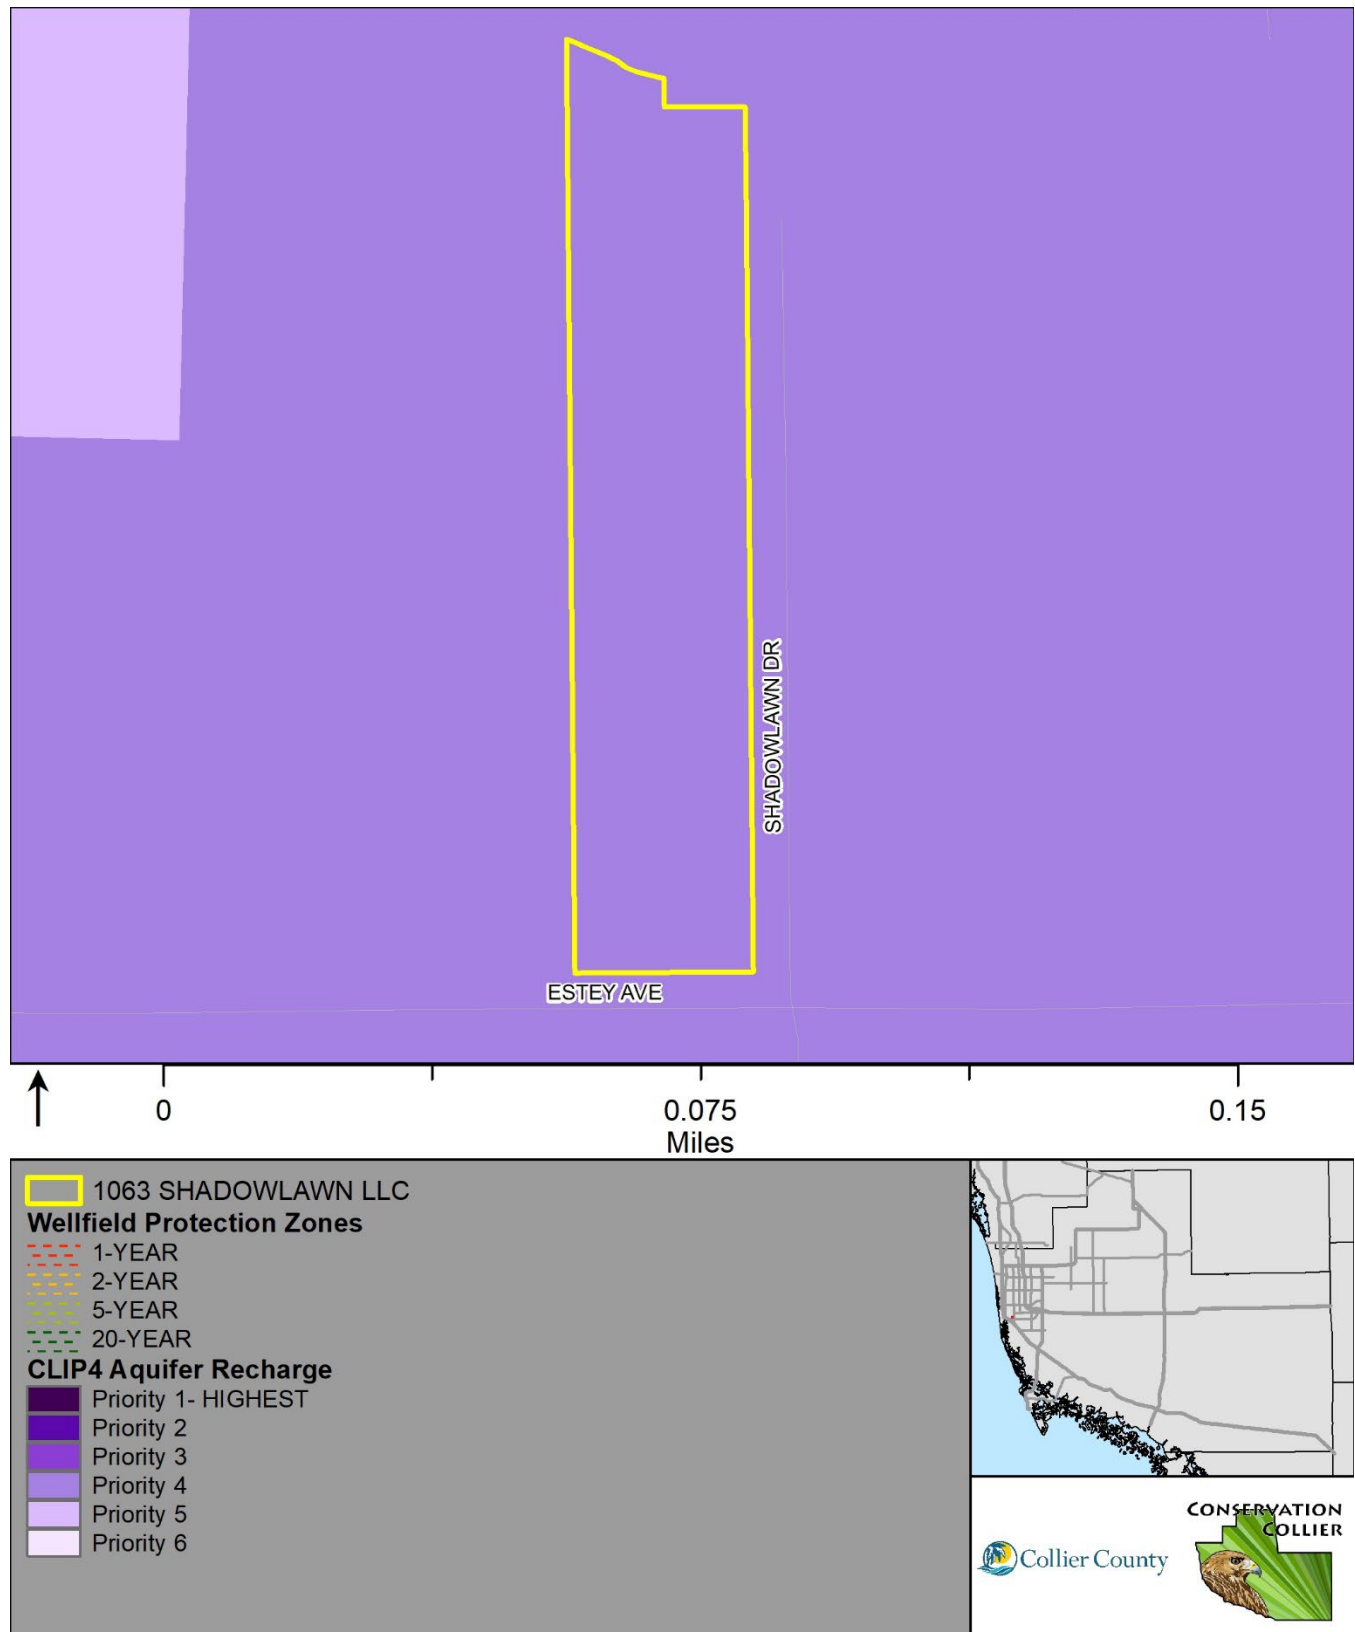 SHADOWLAWN DR
ESTEY AVE
0 0.075 0.15
Miles
1063 SHADOWLAWN LLC
Wellfield Protection Zones
1-YEAR
2-YEAR
5-YEAR
20-YEAR
CLIP4 Aquifer Recharge
Priority 1- HIGHEST
Priority 2
Priority 3
Priority 4
Priority 5
Priority 6
CONSERVATION
COLLIER
Collier County